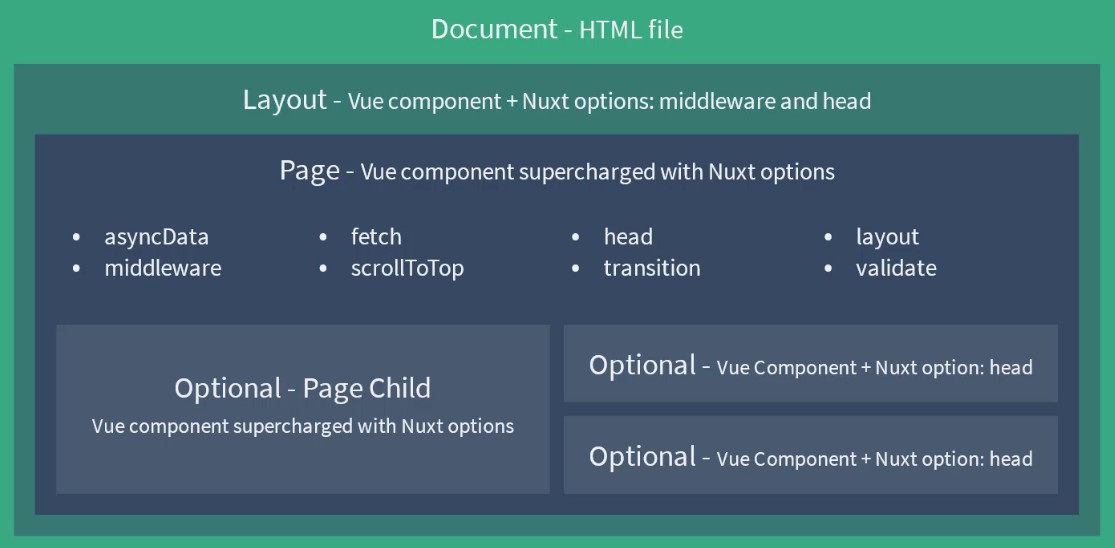 Document - HTML file
Layout - Vue component + Nuxt options: middleware and head
Page - Vue component supercharged with Nuxt options
• asyncData • fetch • head • layout
• middleware • scrollToTop • transition • validate
Optional - Page Child
Vue component supercharged with Nuxt options
Optional - Vue Component + Nuxt option: head
Optional - Vue Component + Nuxt option: head